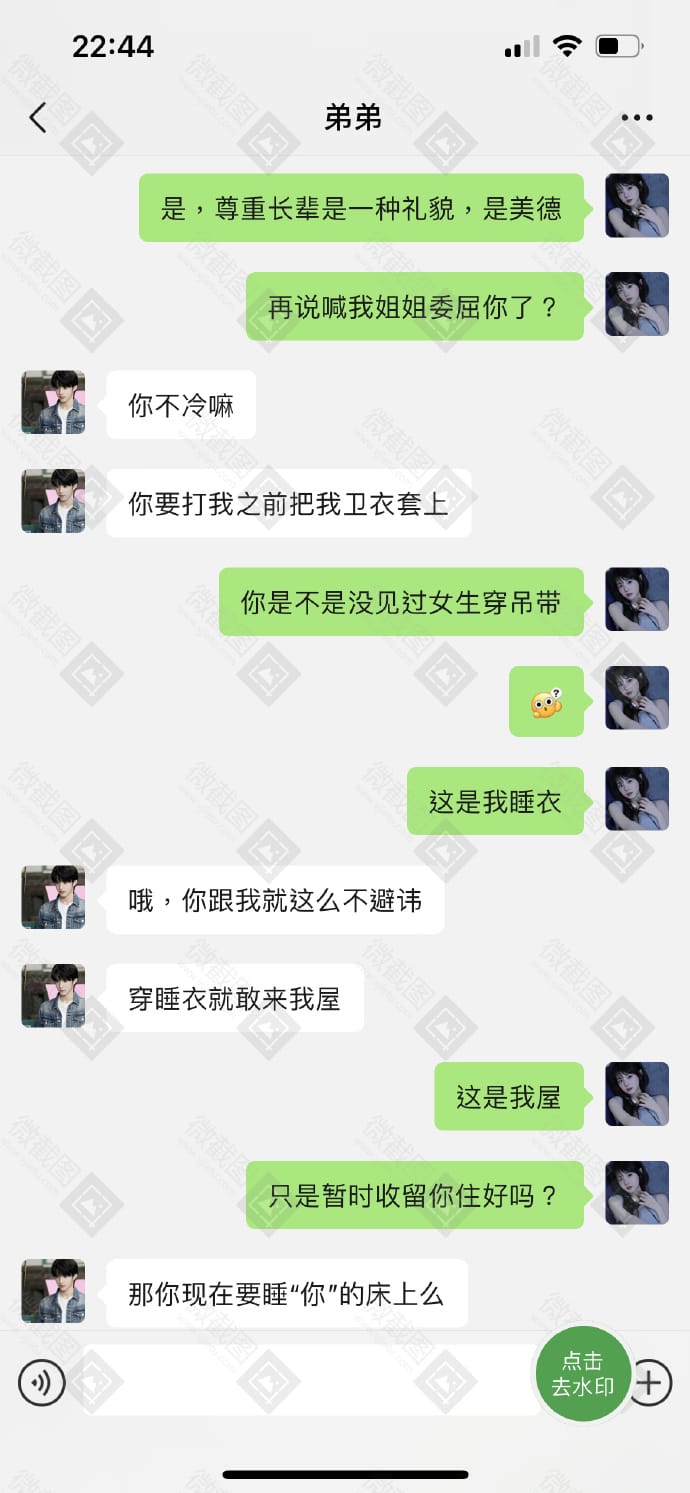 22:44
弟弟
是，尊重长辈是一种礼貌，是美德
再说喊我姐姐委屈你了？
你不冷嘛
你要打我之前把我卫衣套上
你是不是没见过女生穿吊带
这是我睡衣
哦，你跟我就这么不避讳
穿睡衣就敢来我屋
这是我屋
只是暂时收留你住好吗？
那你现在要睡“你”的床上么
点击
去水印
微截图